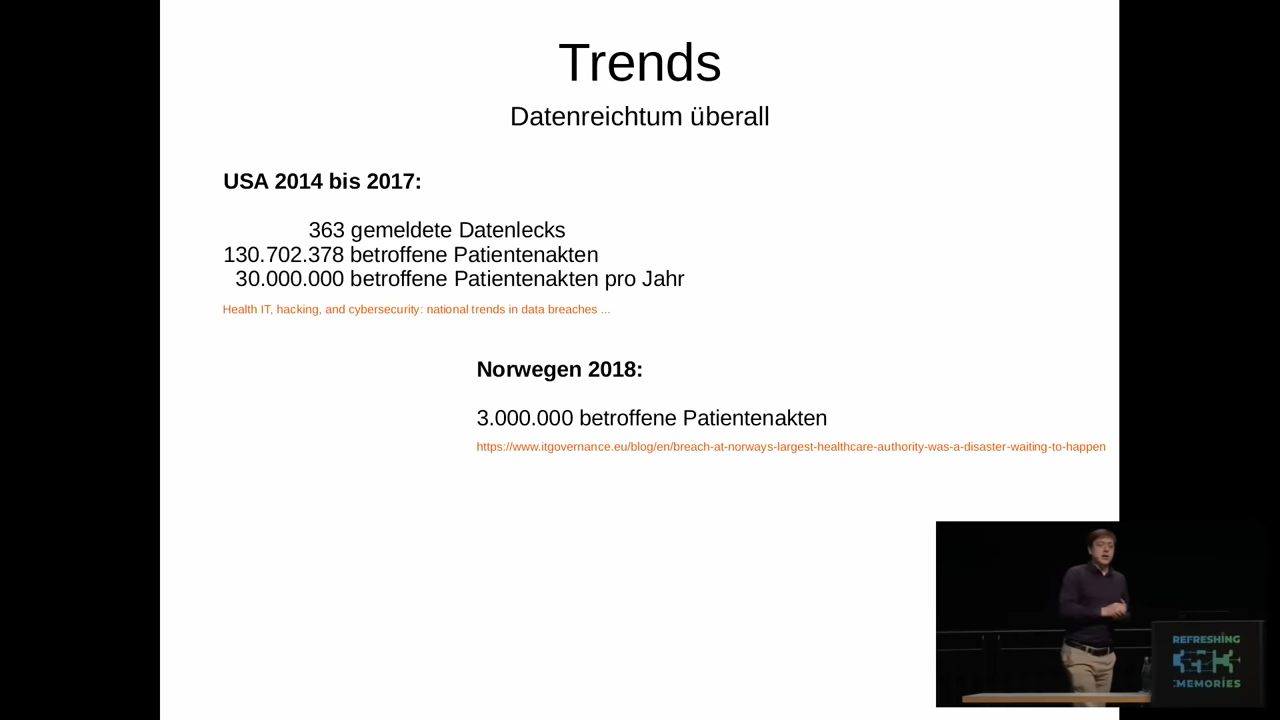 Trends
Datenreichtum überall
USA 2014 bis 2017:
363 gemeldete Datenlecks
130.702.378 betroffene Patientenakten
30.000.000 betroffene Patientenakten pro Jahr
Health IT, hacking, and cybersecurity: national trends in data breaches ...
Norwegen 2018:
3.000.000 betroffene Patientenakten
https://www.itgovernance.eu/blog/en/breach-at-norways-largest-healthcare-authority-was-a-disaster-waiting-to-happen
REFRESHING
:MEMORIES